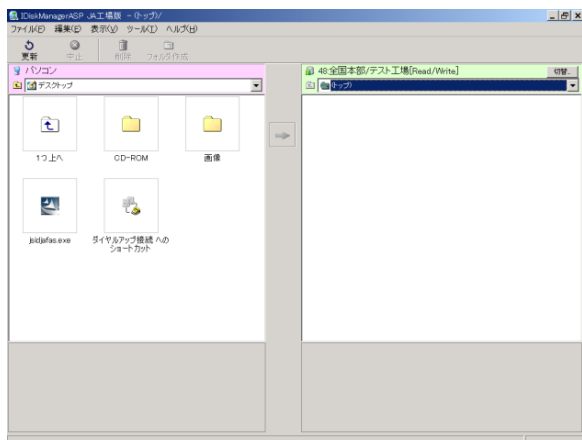 IDiskManagerASP JA工場版 - (トップ)/
ファイル(F) 編集(E) 表示(V) ツール(T) ヘルプ(H)
更新 中止 削除 フォルダ作成
パソコン
デスクトップ
1つ上へ CD-ROM 画像
jsidjafas.exe ダイヤルアップ接続 への
ショートカット
48:全国本部/テスト工場[Read/Write] 切替..
(トップ)